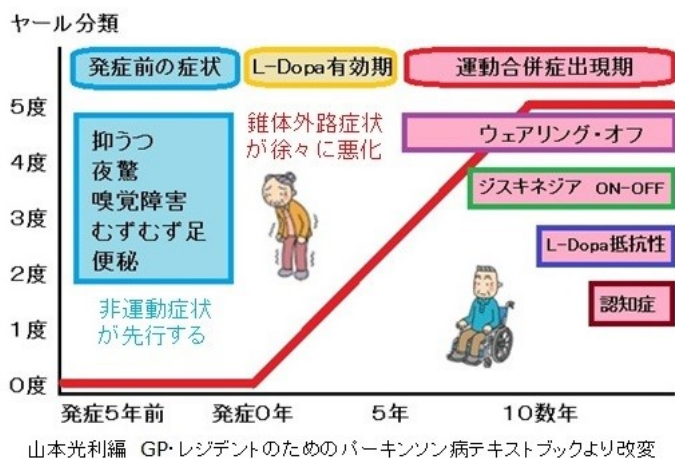 ヤール分類
発症前の症状 L-Dopa有効期 運動合併症出現期
5度
4度
3度
2度
1度
0度
抑うつ
夜驚
嗅覚障害
むずむず足
便秘
非運動症状
が先行する
錐体外路症状
が徐々に悪化
ウェアリング・オフ
ジスキネジア ON-OFF
L-Dopa抵抗性
認知症
発症5年前 発症0年 5年 10数年
山本光利編 GP・レジデントのためのパーキンソン病テキストブックより改変